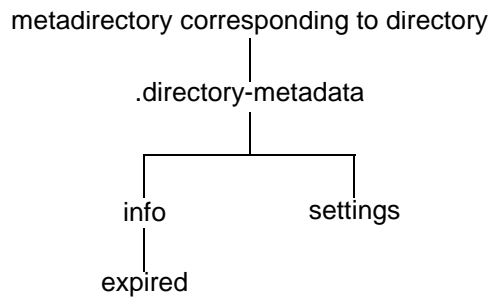 metadirectory corresponding to directory
.directory-metadata
info
settings
expired